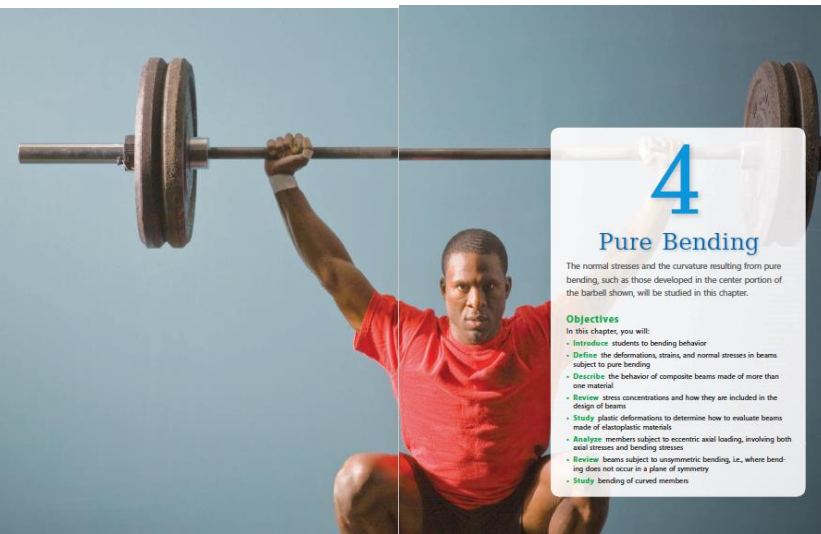 4
Pure Bending
The normal stresses and the curvature resulting from pure
bending, such as those developed in the center portion of
the barbell shown, will be studied in this chapter.
Objectives
In this chapter, you will:
• Introduce students to bending behavior
• Define the deformations, strains, and normal stresses in beams
subject to pure bending
• Describe the behavior of composite beams made of more than
one material
• Review stress concentrations and how they are included in the
design of beams
• Study plastic deformations to determine how to evaluate beams
made of elastoplastic materials
• Analyze members subject to eccentric axial loading, involving both
axial stresses and bending stresses
• Review beams subject to unsymmetric bending, i.e., where bend-
ing does not occur in a plane of symmetry
• Study bending of curved members